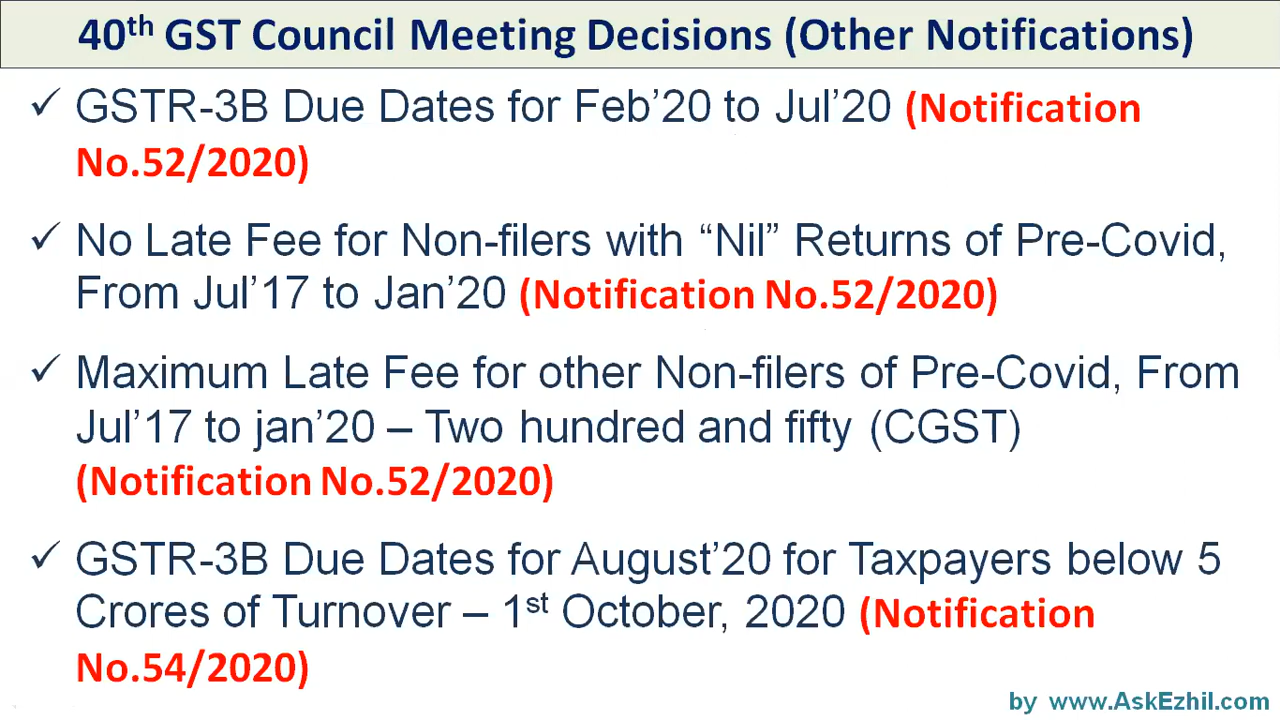 40th GST Council Meeting Decisions (Other Notifications)
✓ GSTR-3B Due Dates for Feb’20 to Jul’20 (Notification
No.52/2020)
✓ No Late Fee for Non-filers with “Nil” Returns of Pre-Covid,
From Jul’17 to Jan’20 (Notification No.52/2020)
✓ Maximum Late Fee for other Non-filers of Pre-Covid, From
Jul’17 to jan’20 – Two hundred and fifty (CGST)
(Notification No.52/2020)
✓ GSTR-3B Due Dates for August’20 for Taxpayers below 5
Crores of Turnover – 1st October, 2020 (Notification
No.54/2020)
by www.AskEzhil.com